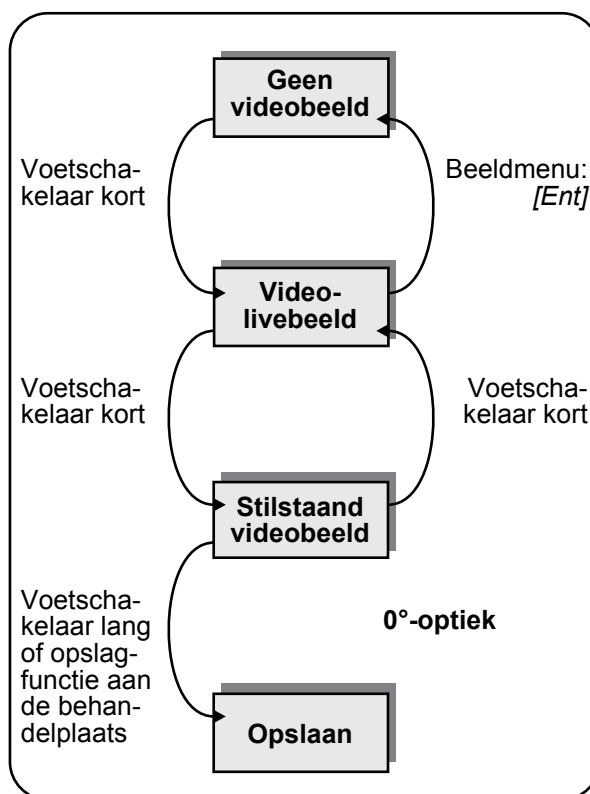 Geen
videobeeld
Voetscha-
kelaar kort
Beeldmenu:
[Ent]
Video-
livebeeld
Voetscha-
kelaar kort
Voetscha-
kelaar kort
Stilstaand
videobeeld
Voetscha-
kelaar lang
of opslag-
functie aan
de behan-
delplaats
0°-optiek
Opslaan